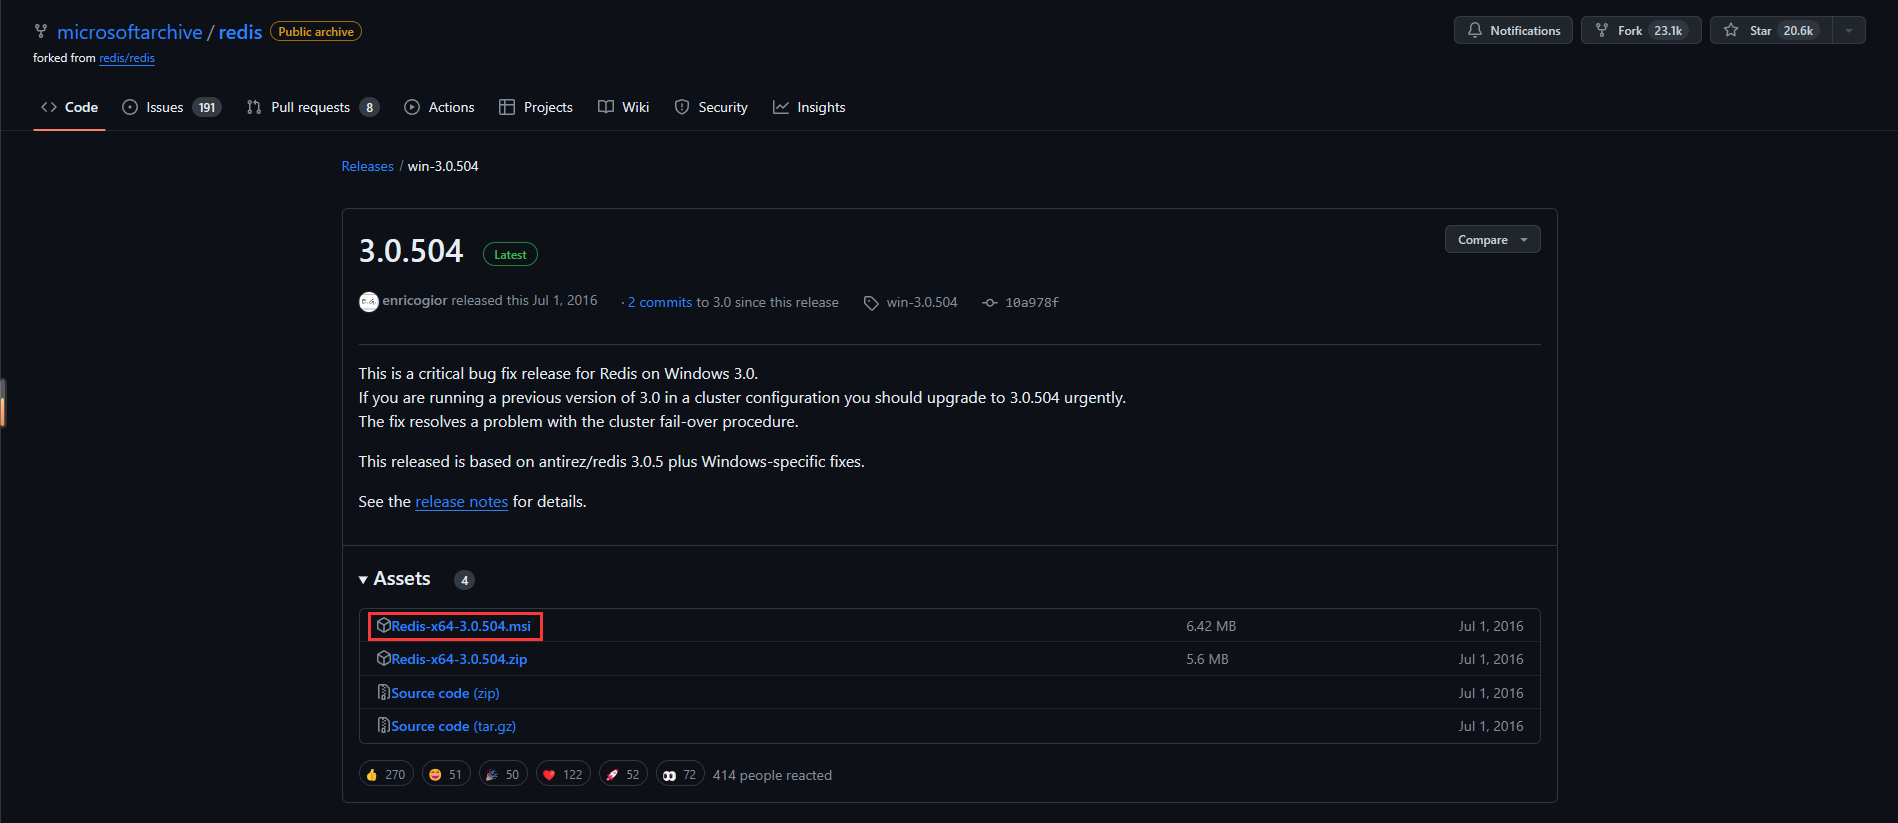 microsoftarchive / redis Public archive
Notifications Fork 23.1k Star 20.6k
forked from redis/redis
Code Issues 191 Pull requests 8 Actions Projects Wiki Security Insights
Releases / win-3.0.504
3.0.504 Latest
Compare
enricogior released this Jul 1, 2016 · 2 commits to 3.0 since this release win-3.0.504 10a978f
This is a critical bug fix release for Redis on Windows 3.0.
If you are running a previous version of 3.0 in a cluster configuration you should upgrade to 3.0.504 urgently.
The fix resolves a problem with the cluster fail-over procedure.
This released is based on antirez/redis 3.0.5 plus Windows-specific fixes.
See the release notes for details.
Assets 4
Redis-x64-3.0.504.msi 6.42 MB Jul 1, 2016
Redis-x64-3.0.504.zip 5.6 MB Jul 1, 2016
Source code (zip) Jul 1, 2016
Source code (tar.gz) Jul 1, 2016
270 51 50 122 52 72 414 people reacted